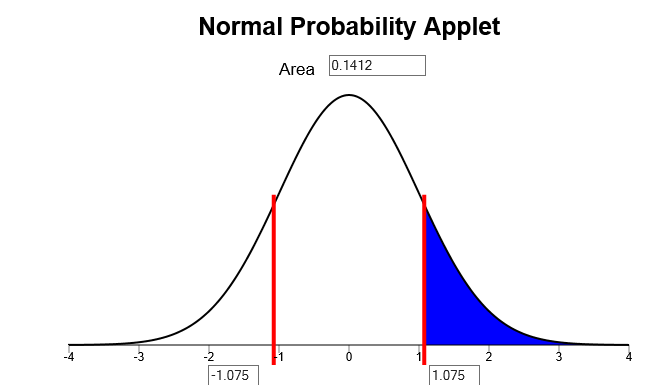 Normal Probability Applet
Area 0.1412
-4 -3 -2 -1 0 1 2 3 4
-1.075 1.075